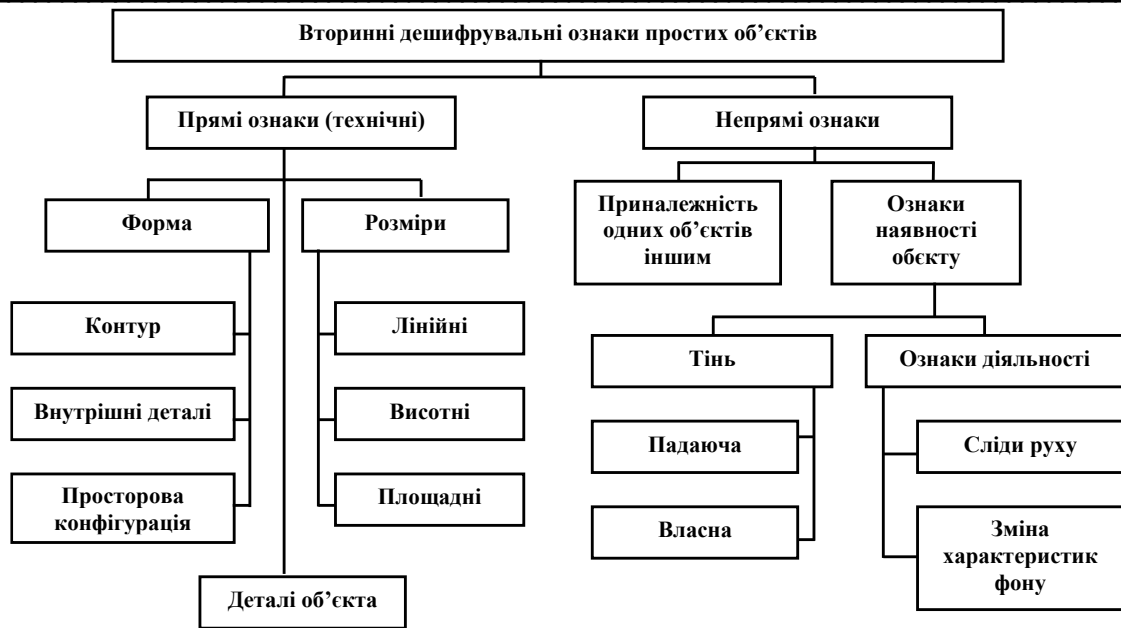 Вторинні дешифрувальні ознаки простих об’єктів
Прямі ознаки (технічні)
Непрямі ознаки
Форма
Розміри
Приналежність
одних об’єктів
іншим
Ознаки
наявності
обєкту
Контур
Лінійні
Тінь
Ознаки діяльності
Внутрішні деталі
Висотні
Падаюча
Сліди руху
Просторова
конфігурація
Площадні
Власна
Зміна
характеристик
фону
Деталі об’єкта